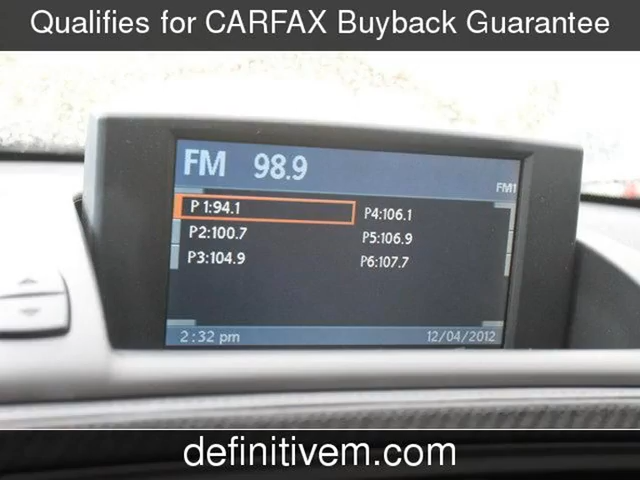 Qualifies for CARFAX Buyback Guarantee
FM 98.9
FM1
P1:94.1 P4:106.1
P2:100.7 P5:106.9
P3:104.9 P6:107.7
2:32 pm 12/04/2012
definitivem.com